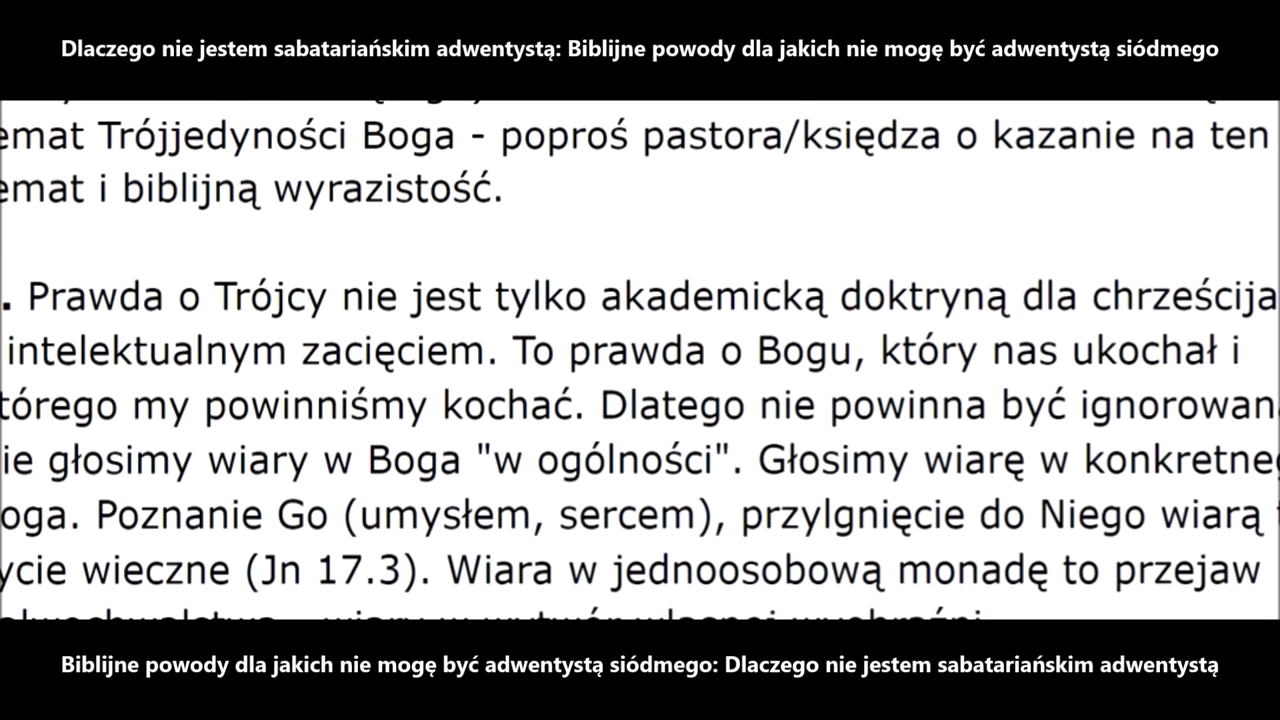 Dlaczego nie jestem sabatariańskim adwentystą: Biblijne powody dla jakich nie mogę być adwentystą siódmego
emat Trójjedyności Boga - poproś pastora/księdza o kazanie na ten
emat i biblijną wyrazistość.
. Prawda o Trójcy nie jest tylko akademicką doktryną dla chrześcija
intelektualnym zacięciem. To prawda o Bogu, który nas ukochał i
tórego my powinniśmy kochać. Dlatego nie powinna być ignorowan
ie głosimy wiary w Boga "w ogólności". Głosimy wiarę w konkretneg
oga. Poznanie Go (umysłem, sercem), przylgnięcie do Niego wiarą
ycie wieczne (Jn 17.3). Wiara w jednoosobową monadę to przejaw
Biblijne powody dla jakich nie mogę być adwentystą siódmego: Dlaczego nie jestem sabatariańskim adwentystą